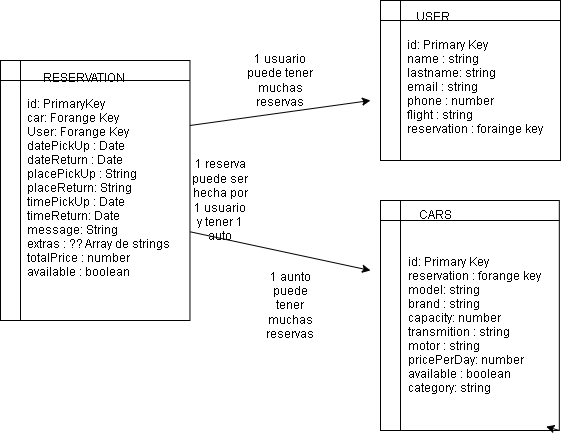 RESERVATION
id: PrimaryKey
car: Forange Key
User: Forange Key
datePickUp : Date
dateReturn : Date
placePickUp : String
placeReturn: String
timePickUp : Date
timeReturn: Date
message: String
extras : ?? Array de strings
totalPrice : number
available : boolean
1 usuario
puede tener
muchas
reservas
1 reserva
puede ser
hecha por
1 usuario
y tener 1
auto
1 aunto
puede
tener
muchas
reservas
USER
id: Primary Key
name : string
lastname: string
email : string
phone : number
flight : string
reservation : forainge key
CARS
id: Primary Key
reservation : forange key
model: string
brand : string
capacity: number
transmition : string
motor : string
pricePerDay: number
available : boolean
category: string